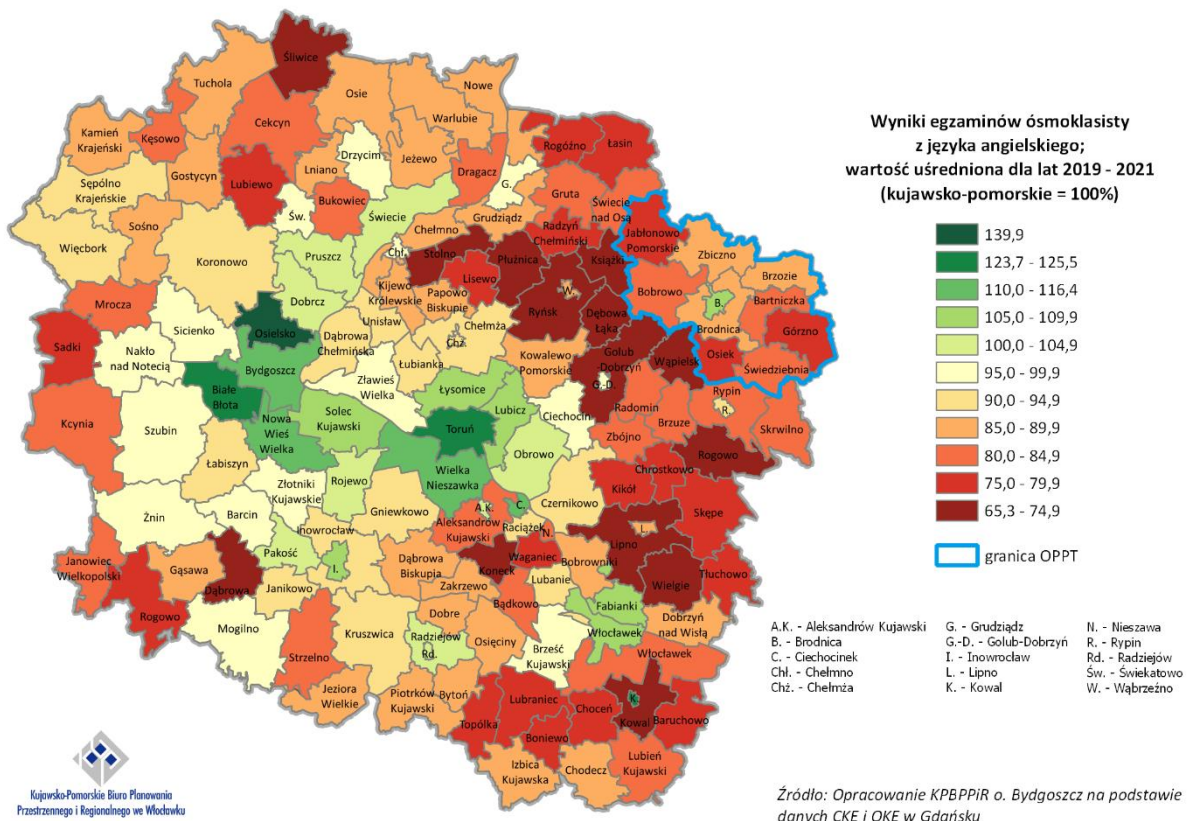 Śliwice
Tuchola
Osie
Nowe
Warlubie
Kamień
Krajeński
Kęsowo
Cekcyn
Drzycim
Jeżewo
Rogóźno
Łasin
Gostycyn
Lubiewo
Lniano
Dragacz
G.
Sępólno
Krajeńskie
Bukowiec
Gruta
Św.
Świecie
Świecie
nad Osą
Sośno
Grudziądz
Więcbork
Chełmno
Radzyń
Chełmiński
Jabłonowo
Pomorskie
Koronowo
Pruszcz
Chł.
Stolno
Płużnica
Książki
Zbiczno
Brzozie
Mrocza
Dobrcz
Kijewo
Królewskie
Lisewo
W.
Bobrowo
B.
Bartniczka
Papowo
Biskupie
Sicienko
Osielsko
Unisław
Ryńsk
Dębowa
Łąka
Brodnica
Górzno
Sadki
Dąbrowa
Chełmińska
Chełmża
Chż.
Nakło
nad Notecią
Bydgoszcz
Łubianka
Kowalewo
Pomorskie
Golub
-Dobrzyń
Wąpielsk
Osiek
Świedziebnia
Białe
Błota
Zławieś
Wielka
G.-D.
Rypin
R.
Łysomice
Kcynia
Solec
Kujawski
Lubicz
Ciechocin
Radomin
Brzuze
Skrwilno
Szubin
Nowa
Wieś
Wielka
Toruń
Zbójno
Obrowo
Rogowo
Łabiszyn
Wielka
Nieszawka
Chrostkowo
Złotniki
Kujawskie
Rojewo
Kikół
Czernikowo
Skępe
Żnin
Barcin
Gniewkowo
A.K.
C.
Inowrocław
Aleksandrów
Kujawski
Raciążek
N.
L.
Janowiec
Wielkopolski
Gąsawa
Pakość
I.
Lipno
Dąbrowa
Dąbrowa
Biskupia
Koneck
Waganiec
Bobrowniki
Wielgie
Tłuchowo
Janikowo
Zakrzewo
Lubanie
Rogowo
Bądkowo
Fabianki
Dobre
Dobrzyń
nad Wisłą
Mogilno
Strzelno
Kruszwica
Radziejów
Rd.
Osięciny
Brześć
Kujawski
Włocławek
Włocławek
Jeziora
Wielkie
Piotrków
Kujawski
Bytoń
Lubraniec
Choceń
K.
Kowal
Baruchowo
Topólka
Boniewo
Izbica
Kujawska
Chodecz
Lubień
Kujawski
Wyniki egzaminów ósmoklasisty
z języka angielskiego;
wartość uśredniona dla lat 2019 - 2021
(kujawsko-pomorskie = 100%)
139,9
123,7 - 125,5
110,0 - 116,4
105,0 - 109,9
100,0 - 104,9
95,0 - 99,9
90,0 - 94,9
85,0 - 89,9
80,0 - 84,9
75,0 - 79,9
65,3 - 74,9
granica OPPT
A.K. - Aleksandrów Kujawski
B. - Brodnica
C. - Ciechocinek
Chł. - Chełmno
Chż. - Chełmża
G. - Grudziądz
G.-D. - Golub-Dobrzyń
I. - Inowrocław
L. - Lipno
K. - Kowal
N. - Nieszawa
R. - Rypin
Rd. - Radziejów
Św. - Świekatowo
W. - Wąbrzeźno
Kujawsko-Pomorskie Biuro Planowania
Przestrzennego i Regionalnego we Włocławku
Źródło: Opracowanie KPBPPiR o. Bydgoszcz na podstawie
danych CKE i OKE w Gdańsku